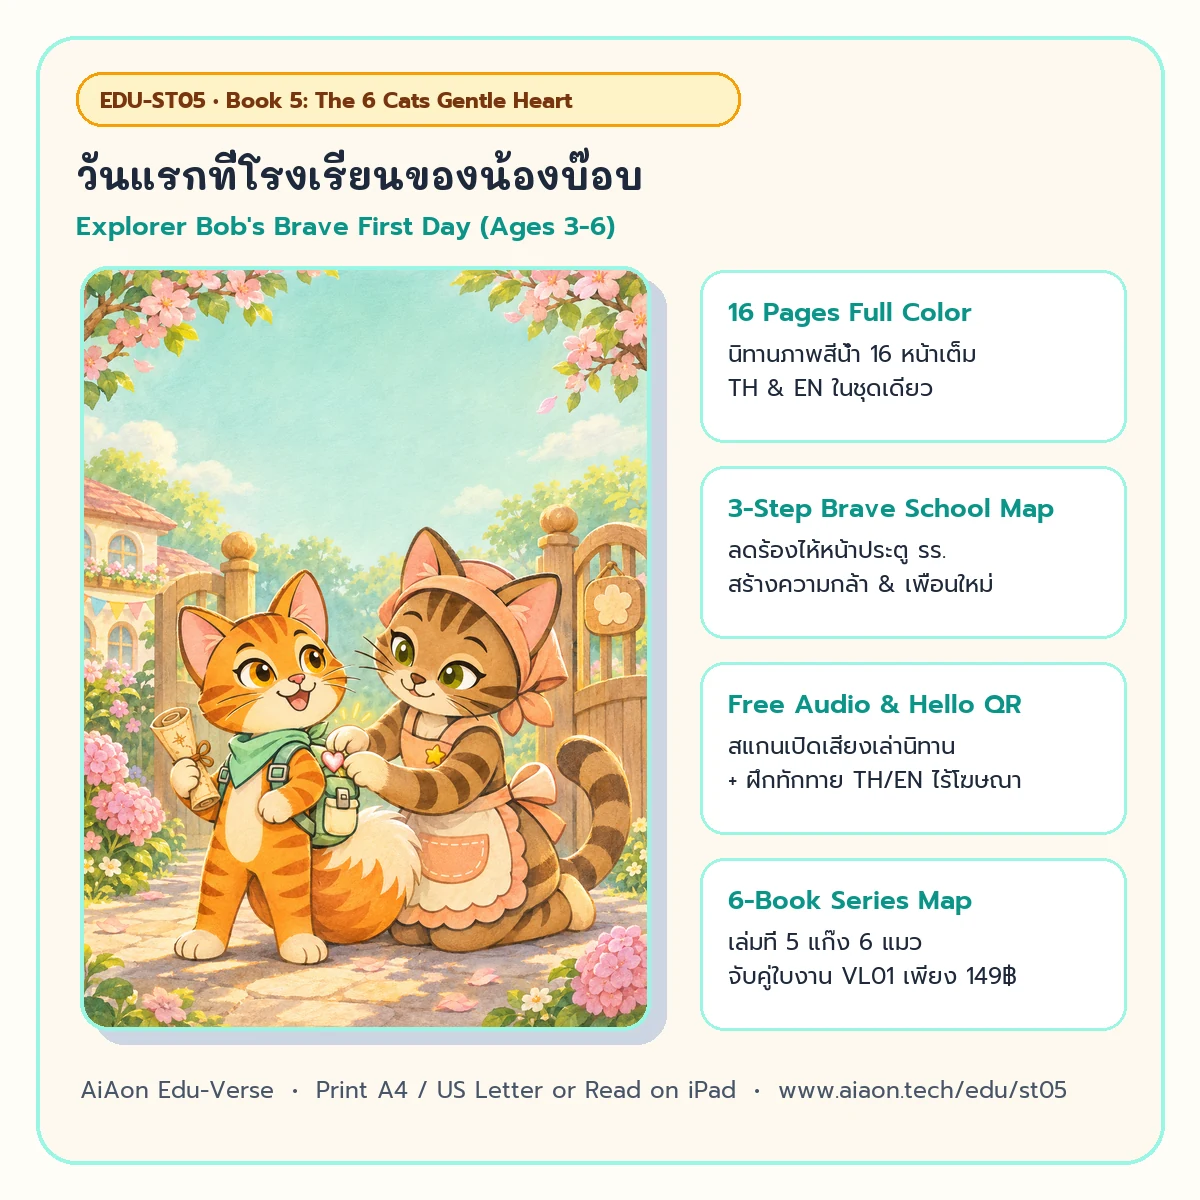 EDU-ST05 · Book 5: The 6 Cats Gentle Heart
วันแรกที่โรงเรียนของน้องบ๊อบ
Explorer Bob's Brave First Day (Ages 3-6)
16 Pages Full Color
นิทานภาพสีน้ำ 16 หน้าเต็ม
TH & EN ในชุดเดียว
3-Step Brave School Map
ลดร้องไห้หน้าประตู รร.
สร้างความกล้า & เพื่อนใหม่
Free Audio & Hello QR
สแกนเปิดเสียงเล่านิทาน
+ ฝึกทักทาย TH/EN ไร้โฆษณา
6-Book Series Map
เล่มที่ 5 แก๊ง 6 แมว
จับคู่ใบงาน VL01 เพียง 149฿
AiAon Edu-Verse · Print A4 / US Letter or Read on iPad · www.aiaon.tech/edu/st05